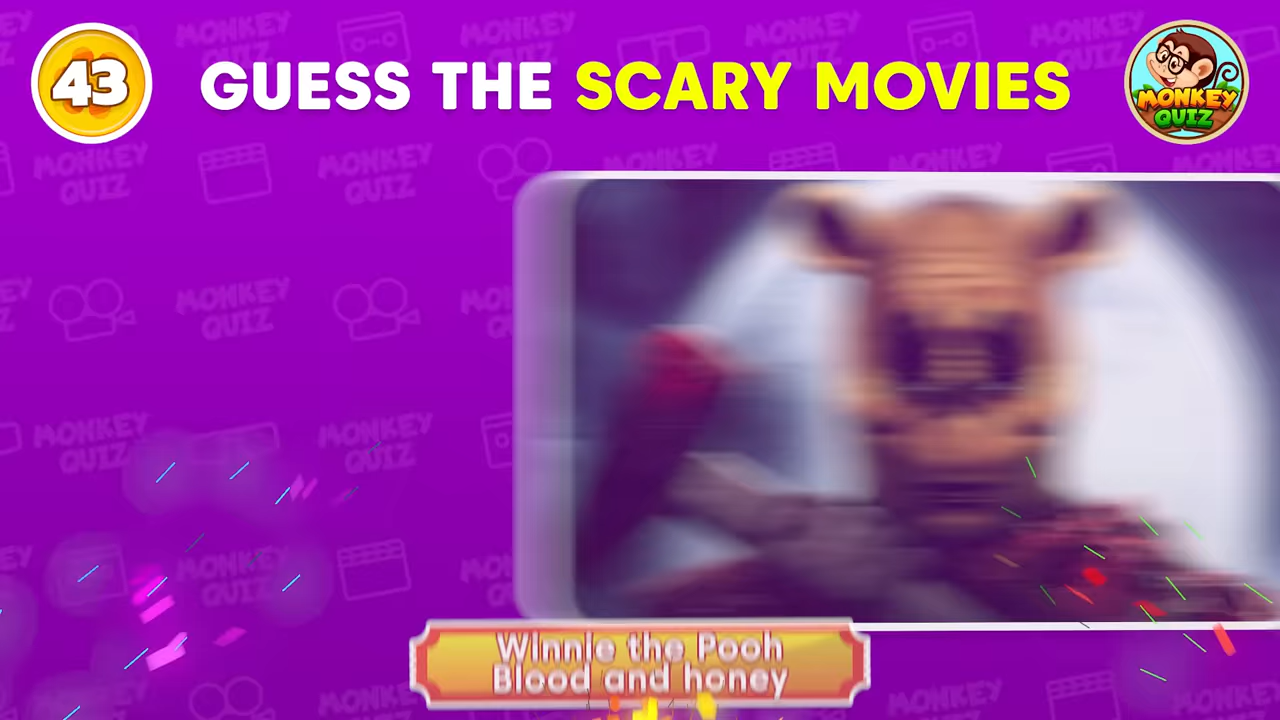 43
GUESS THE SCARY MOVIES
MONKEY
QUIZ
Winnie the Pooh
Blood and honey